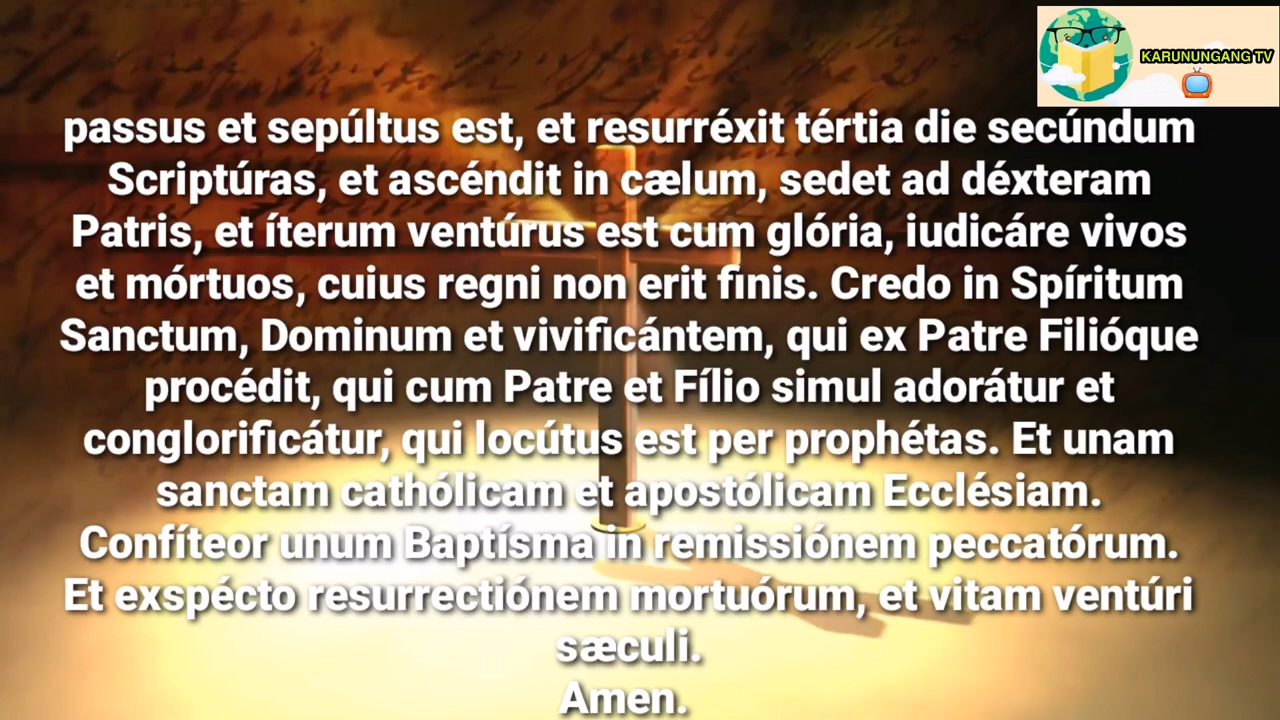 KARUNUNGANG TV
passus et sepúltus est, et resurréxit tértia die secúndum
Scriptúras, et ascéndit in cælum, sedet ad déxteram
Patris, et íterum ventúrus est cum glória, iudicáre vivos
et mórtuos, cuius regni non erit finis. Credo in Spíritum
Sanctum, Dominum et vivificántem, qui ex Patre Filióque
procédit, qui cum Patre et Fílio simul adorátur et
conglorificátur, qui locútus est per prophétas. Et unam
sanctam cathólicam et apostólicam Ecclésiam.
Confíteor unum Baptísma in remissiónem peccatórum.
Et exspécto resurrectiónem mortuórum, et vitam ventúri
sæculi.
Amen.